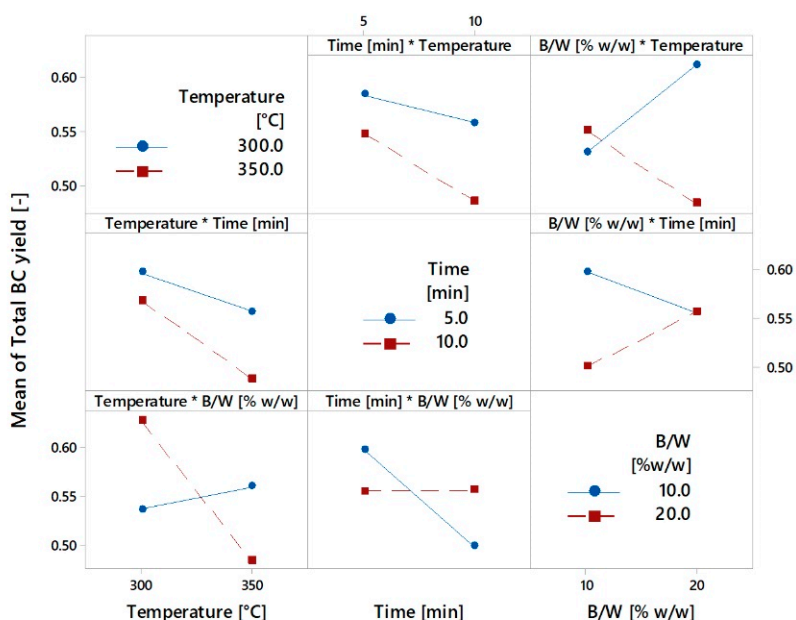 5 10
Time [min] * Temperature
B/W [% w/w] * Temperature
0.60
0.55
0.50
Temperature
[°C]
300.0
350.0
Temperature * Time [min]
B/W [% w/w] * Time [min]
Time
[min]
5.0
10.0
0.60
0.55
0.50
Mean of Total BC yield [-]
Temperature * B/W [% w/w]
Time [min] * B/W [% w/w]
0.60
0.55
0.50
B/W
[%w/w]
10.0
20.0
300 350 10 20
Temperature [°C] Time [min] B/W [% w/w]